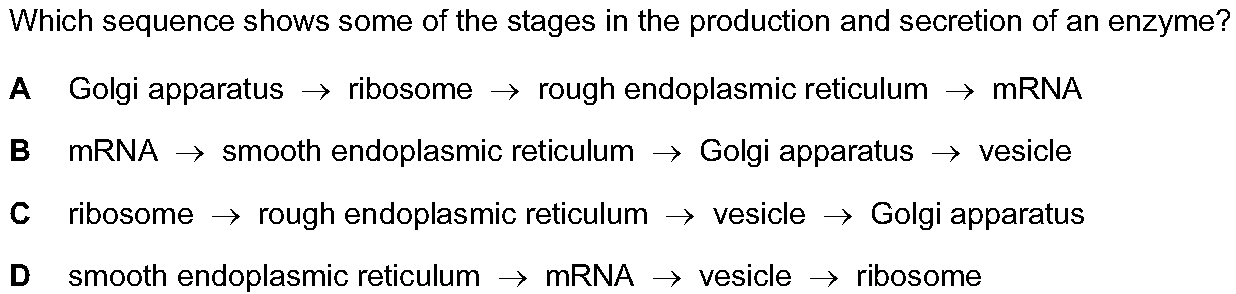 Which sequence shows some of the stages in the production and secretion of an enzyme?
A Golgi apparatus → ribosome → rough endoplasmic reticulum → mRNA
B mRNA → smooth endoplasmic reticulum → Golgi apparatus → vesicle
C ribosome → rough endoplasmic reticulum → vesicle → Golgi apparatus
D smooth endoplasmic reticulum → mRNA → vesicle → ribosome